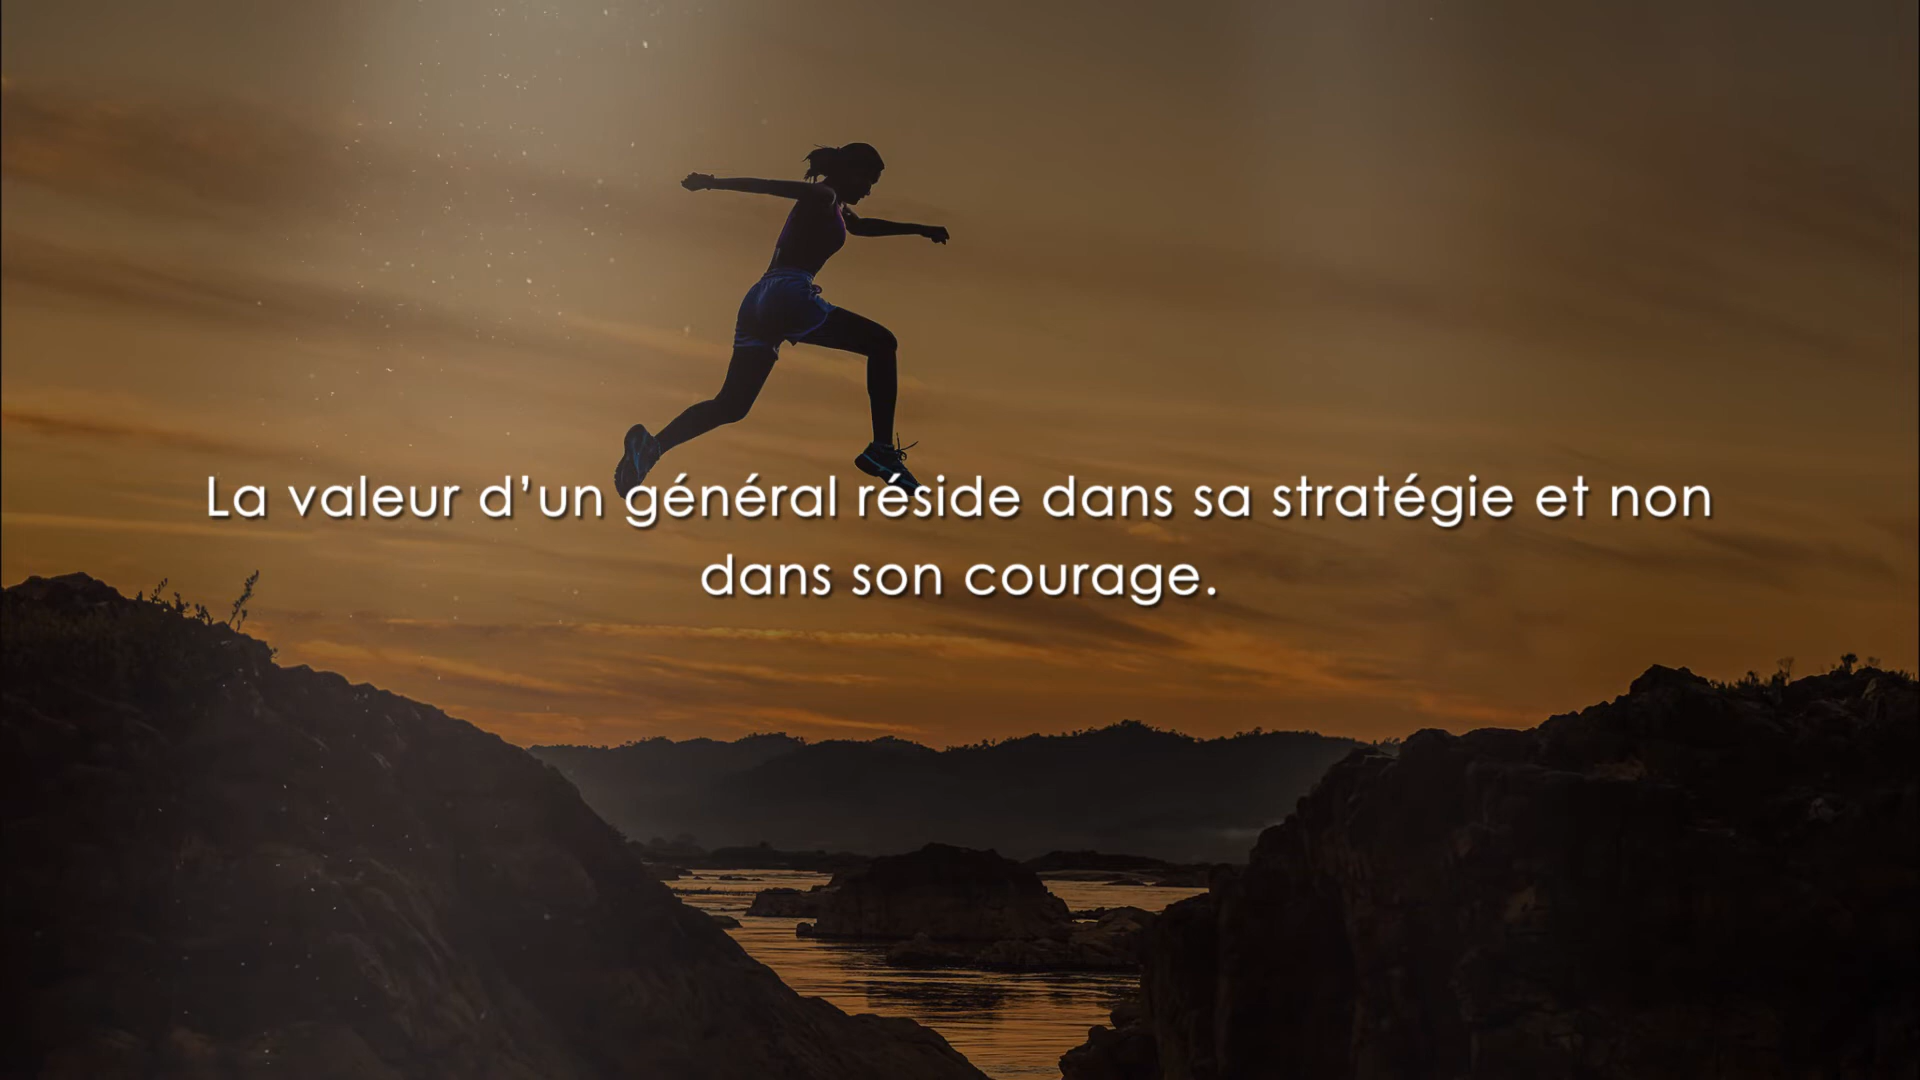 La valeur d’un général réside dans sa stratégie et non
dans son courage.